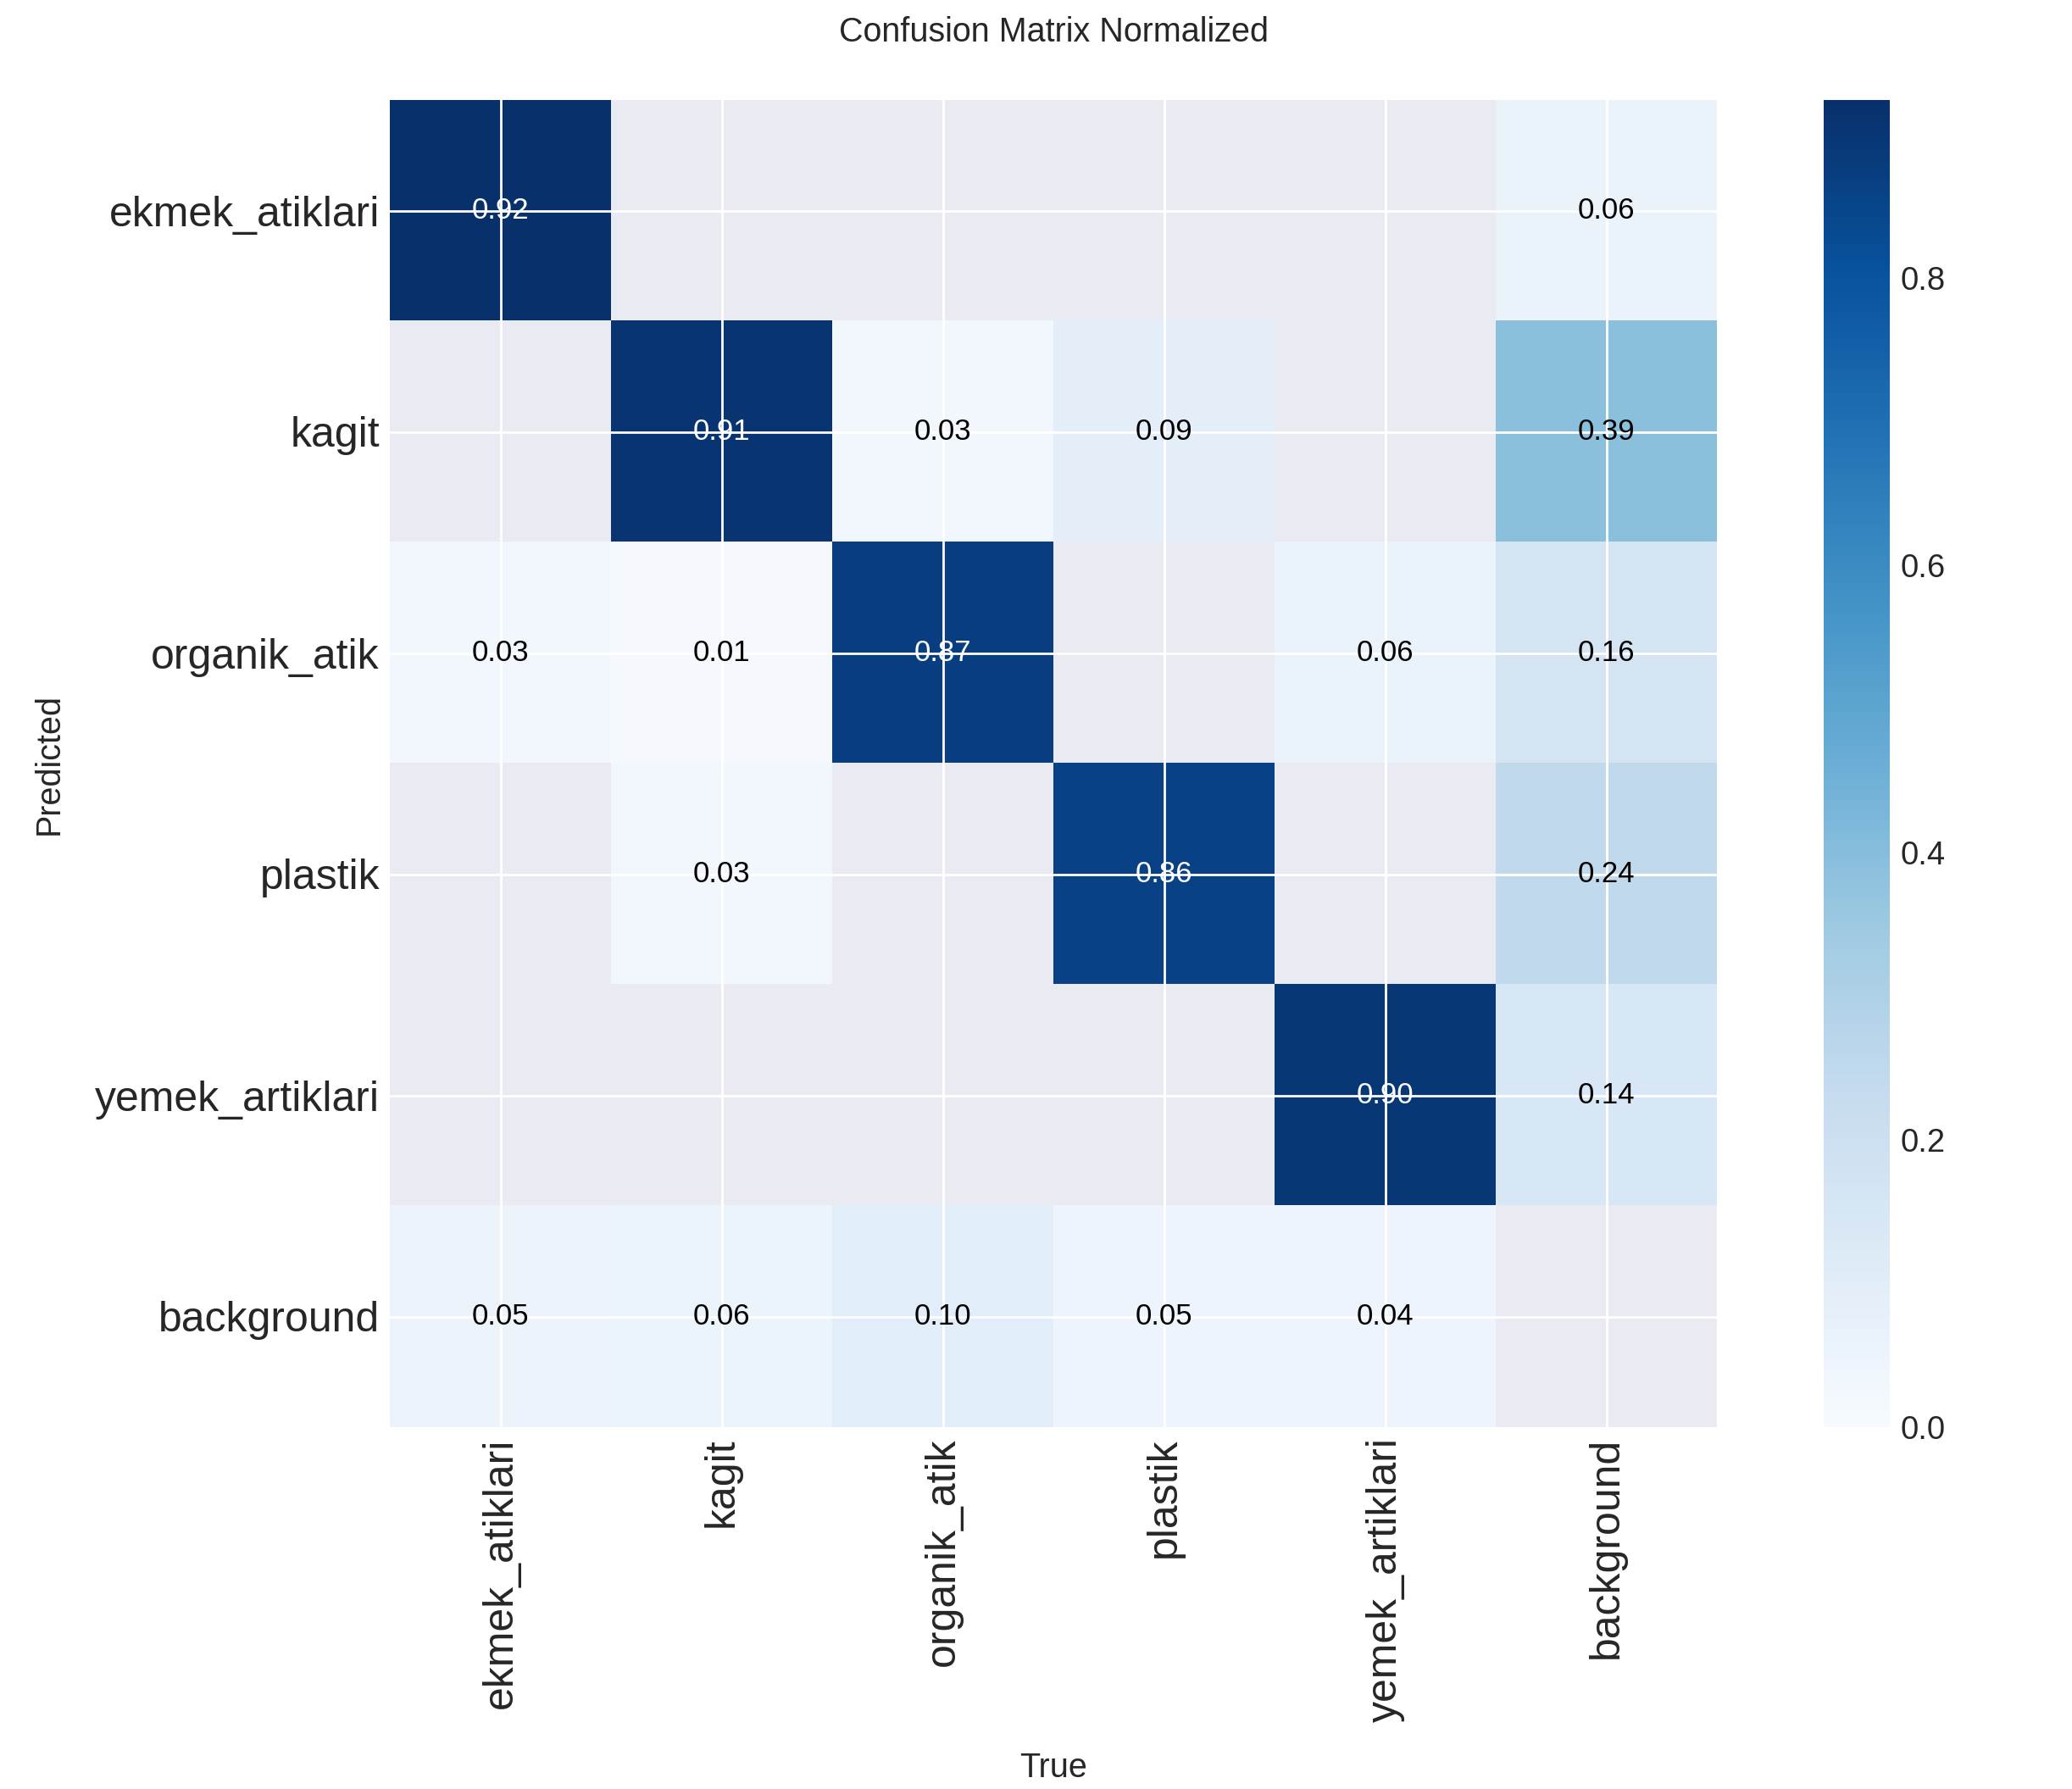 Confusion Matrix Normalized
ekmek_atiklari 0.92 0.06
0.8
kagit 0.91 0.03 0.09 0.39
0.6
organik_atik 0.03 0.01 0.87 0.06 0.16
Predicted
plastik 0.03 0.86 0.24
0.4
yemek_artiklari 0.90 0.14
0.2
background 0.05 0.06 0.10 0.05 0.04
0.0
ekmek_atiklari kagit organik_atik plastik yemek_artiklari background
True